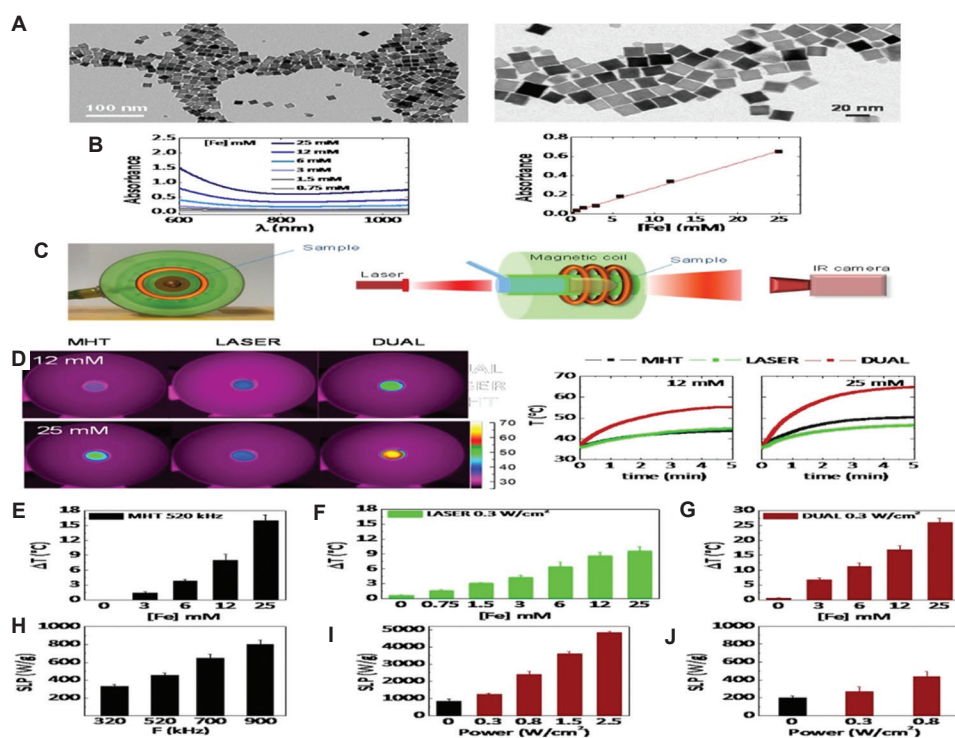 A
100 nm
20 nm
B
[Fe] mM
25 mM
12 mM
6 mM
3 mM
1.5 mM
0.75 mM
Absorbance
2.5
2.0
1.5
1.0
0.5
0.0
600
800
1000
λ (nm)
Absorbance
0.8
0.6
0.4
0.2
0.0
0
5
10
15
20
25
[Fe] (mM)
C
Sample
Laser
Magnetic coil
Sample
IR camera
D
MHT
LASER
DUAL
12 mM
25 mM
70
60
50
40
30
MHT
LASER
DUAL
12 mM
25 mM
T(°C)
70
60
50
40
30
0 1 2 3 4 5
0 1 2 3 4 5
time (min)
time (min)
E
MHT 520 kHz
ΔT(°C)
18
15
12
9
6
3
0
0 3 6 12 25
[Fe] mM
F
LASER 0.3 W/cm²
ΔT(°C)
18
15
12
9
6
3
0
0 0.75 1.5 3 6 12 25
[Fe] mM
G
DUAL 0.3 W/cm²
ΔT(°C)
30
25
20
15
10
5
0
0 3 6 12 25
[Fe] mM
H
SLP (W/g)
1000
800
600
400
200
320 520 700 900
F (kHz)
I
SLP (W/g)
5000
4000
3000
2000
1000
0
0 0.3 0.8 1.5 2.5
Power (W/cm²)
J
SLP (W/g)
1000
800
600
400
200
0 0.3 0.8
Power (W/cm²)